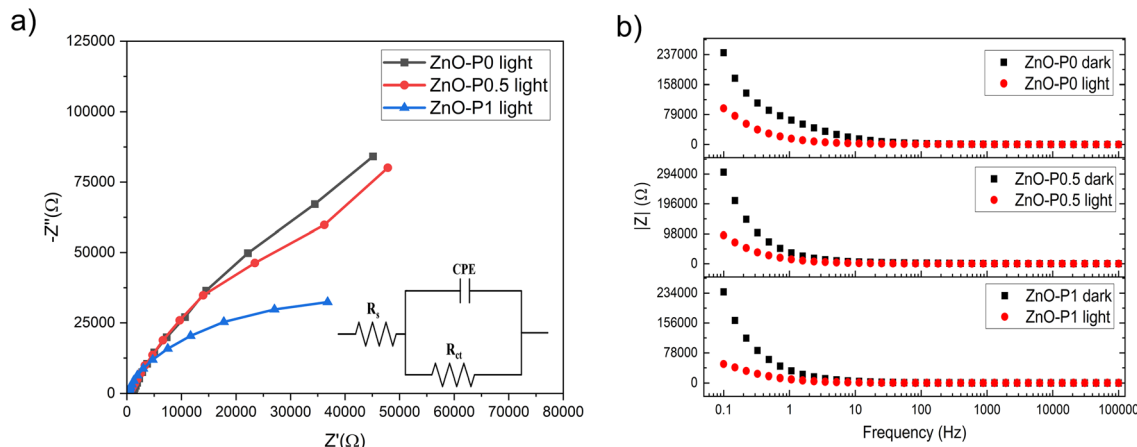 a)
125000
100000
75000
50000
25000
0
-Z''(Ω)
ZnO-P0 light
ZnO-P0.5 light
ZnO-P1 light
CPE
Rs
Rct
0 10000 20000 30000 40000 50000 60000 70000 80000
Z'(Ω)
b)
|Z| (Ω)
237000
158000
79000
0
ZnO-P0 dark
ZnO-P0 light
294000
196000
98000
0
ZnO-P0.5 dark
ZnO-P0.5 light
234000
156000
78000
0
ZnO-P1 dark
ZnO-P1 light
0.1 1 10 100 1000 10000 100000
Frequency (Hz)